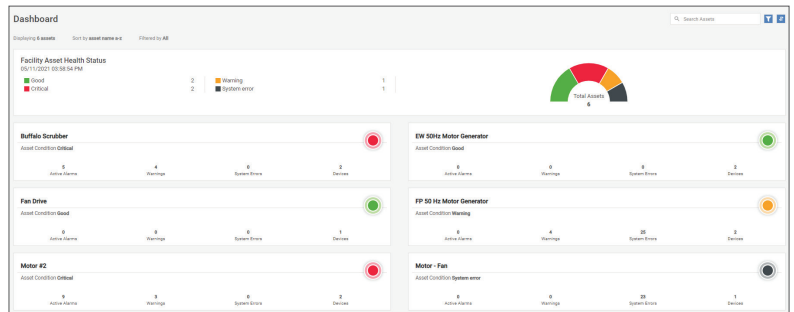 Dashboard
Search Assets
Displaying 6 assets Sort by asset name a-z Filtered by All
Facility Asset Health Status
05/11/2021 03:58:54 PM
Good 2 Warning 1
Critical 2 System error 1
Total Assets
6
Buffalo Scrubber
Asset Condition Critical
5 4 0 2
Active Alarms Warnings System Errors Devices
EW 50Hz Motor Generator
Asset Condition Good
0 0 0 2
Active Alarms Warnings System Errors Devices
Fan Drive
Asset Condition Good
0 0 0 1
Active Alarms Warnings System Errors Devices
FP 50 Hz Motor Generator
Asset Condition Warning
0 4 25 2
Active Alarms Warnings System Errors Devices
Motor #2
Asset Condition Critical
9 3 0 2
Active Alarms Warnings System Errors Devices
Motor - Fan
Asset Condition System error
0 0 23 1
Active Alarms Warnings System Errors Devices